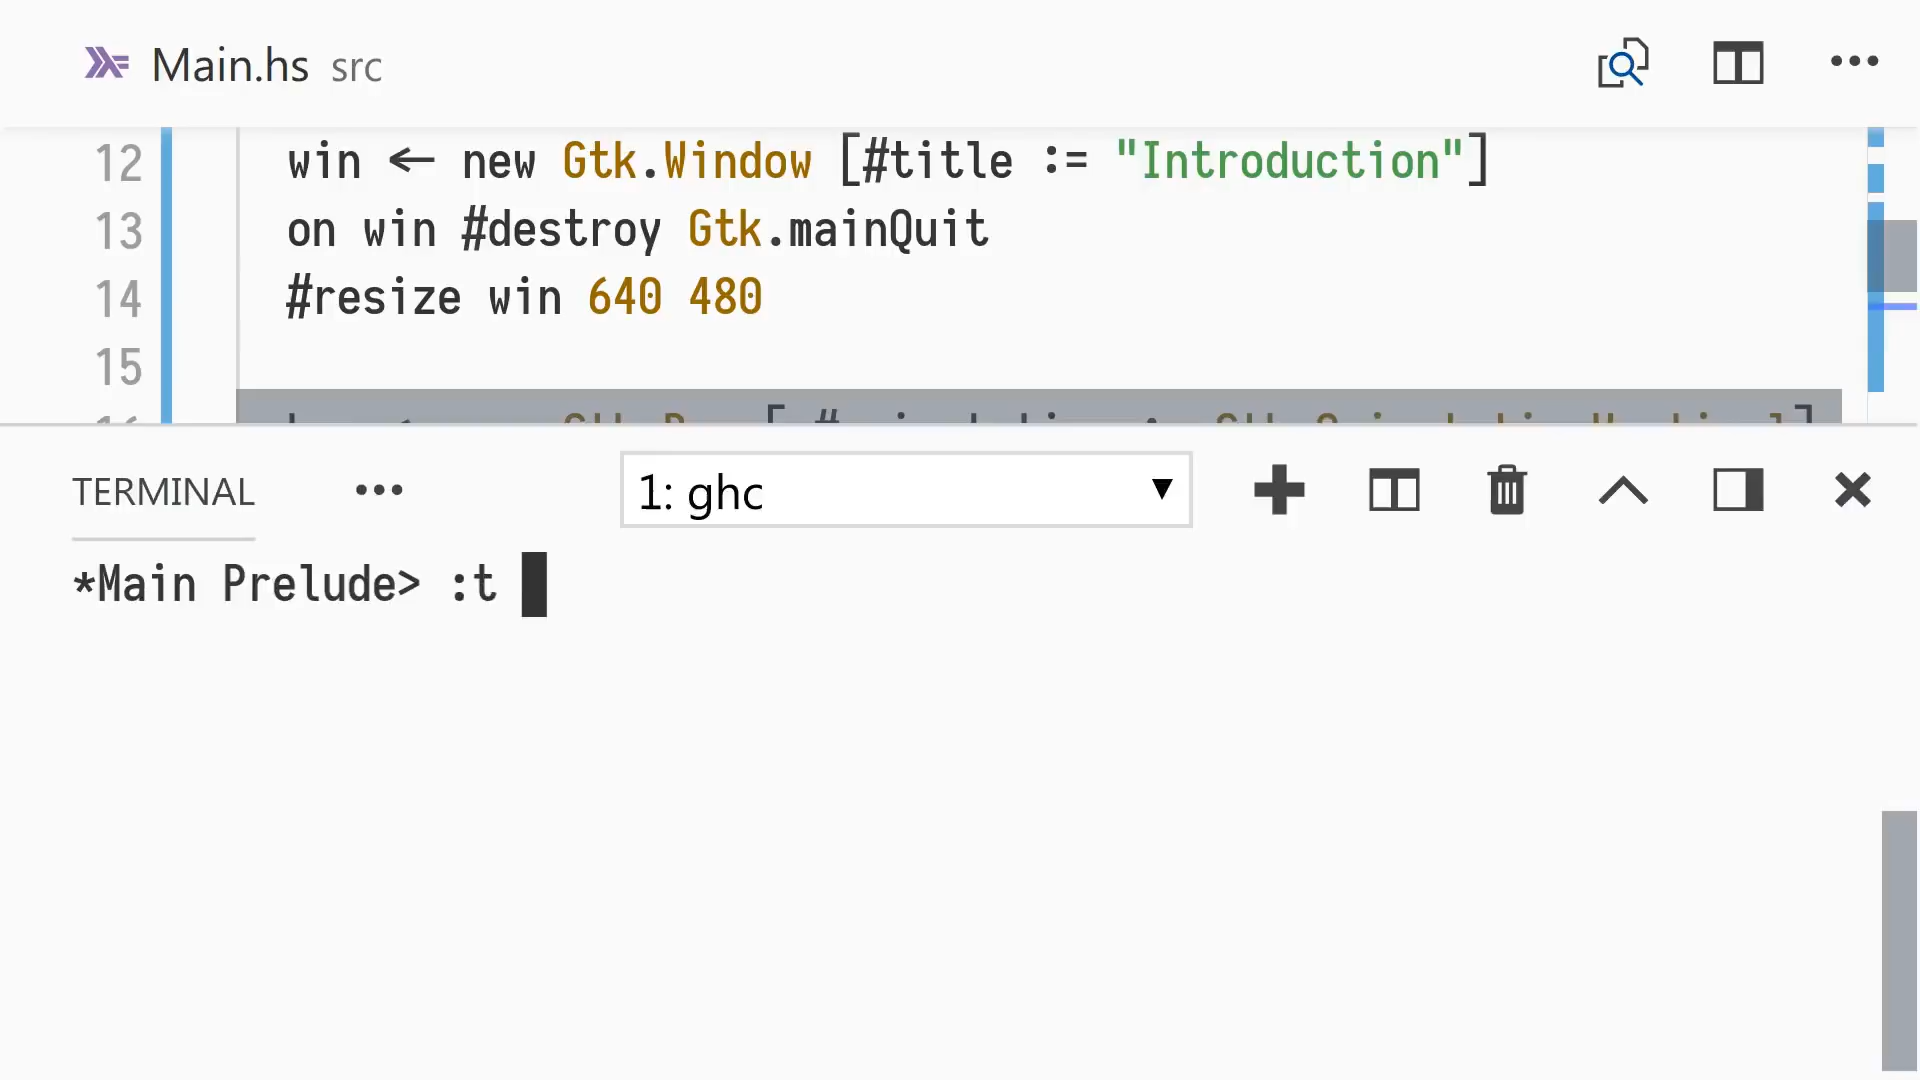 Main.hs src
12 win <- new Gtk.Window [#title := "Introduction"]
13 on win #destroy Gtk.mainQuit
14 #resize win 640 480
15
TERMINAL
1: ghc
*Main Prelude> :t